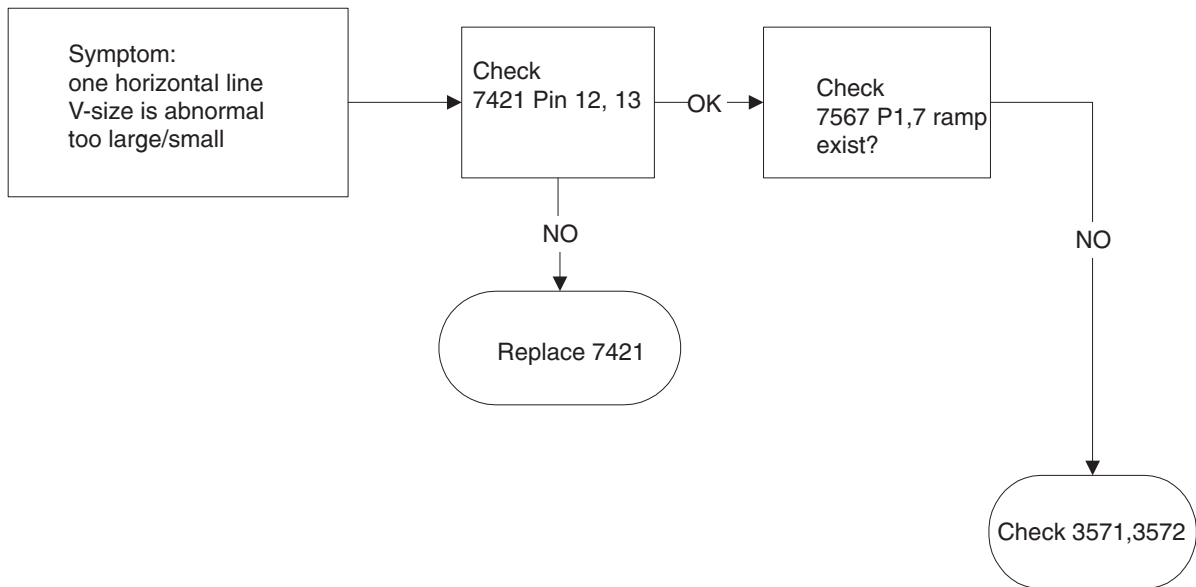 Symptom:
one horizontal line
V-size is abnormal
too large/small
Check
7421 Pin 12, 13
OK
Check
7567 P1,7 ramp
exist?
NO
NO
Replace 7421
Check 3571,3572